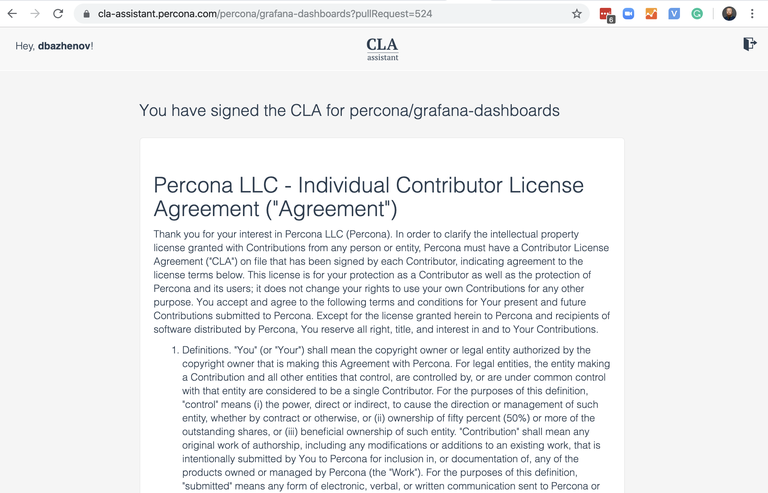 cla-assistant.percona.com/percona/grafana-dashboards?pullRequest=524
6
V
Hey, dbazhenov!
CLA
assistant
You have signed the CLA for percona/grafana-dashboards
Percona LLC - Individual Contributor License
Agreement ("Agreement")
Thank you for your interest in Percona LLC (Percona). In order to clarify the intellectual property
license granted with Contributions from any person or entity, Percona must have a Contributor License
Agreement ("CLA") on file that has been signed by each Contributor, indicating agreement to the
license terms below. This license is for your protection as a Contributor as well as the protection of
Percona and its users; it does not change your rights to use your own Contributions for any other
purpose. You accept and agree to the following terms and conditions for Your present and future
Contributions submitted to Percona. Except for the license granted herein to Percona and recipients of
software distributed by Percona, You reserve all right, title, and interest in and to Your Contributions.
1. Definitions. "You" (or "Your") shall mean the copyright owner or legal entity authorized by the
copyright owner that is making this Agreement with Percona. For legal entities, the entity making
a Contribution and all other entities that control, are controlled by, or are under common control
with that entity are considered to be a single Contributor. For the purposes of this definition,
"control" means (i) the power, direct or indirect, to cause the direction or management of such
entity, whether by contract or otherwise, or (ii) ownership of fifty percent (50%) or more of the
outstanding shares, or (iii) beneficial ownership of such entity. "Contribution" shall mean any
original work of authorship, including any modifications or additions to an existing work, that is
intentionally submitted by You to Percona for inclusion in, or documentation of, any of the
products owned or managed by Percona (the "Work"). For the purposes of this definition,
"submitted" means any form of electronic, verbal, or written communication sent to Percona or